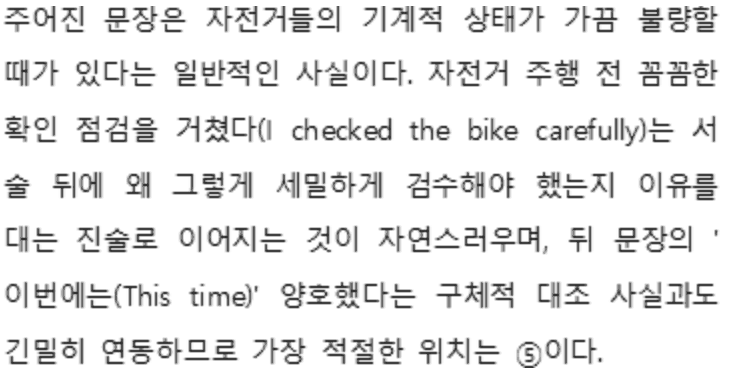 주어진 문장은 자전거들의 기계적 상태가 가끔 불량할
때가 있다는 일반적인 사실이다. 자전거 주행 전 꼼꼼한
확인 점검을 거쳤다(I checked the bike carefully)는 서
술 뒤에 왜 그렇게 세밀하게 검수해야 했는지 이유를
대는 진술로 이어지는 것이 자연스러우며, 뒤 문장의 '
이번에는(This time)' 양호했다는 구체적 대조 사실과도
긴밀히 연동하므로 가장 적절한 위치는 ⑤이다.